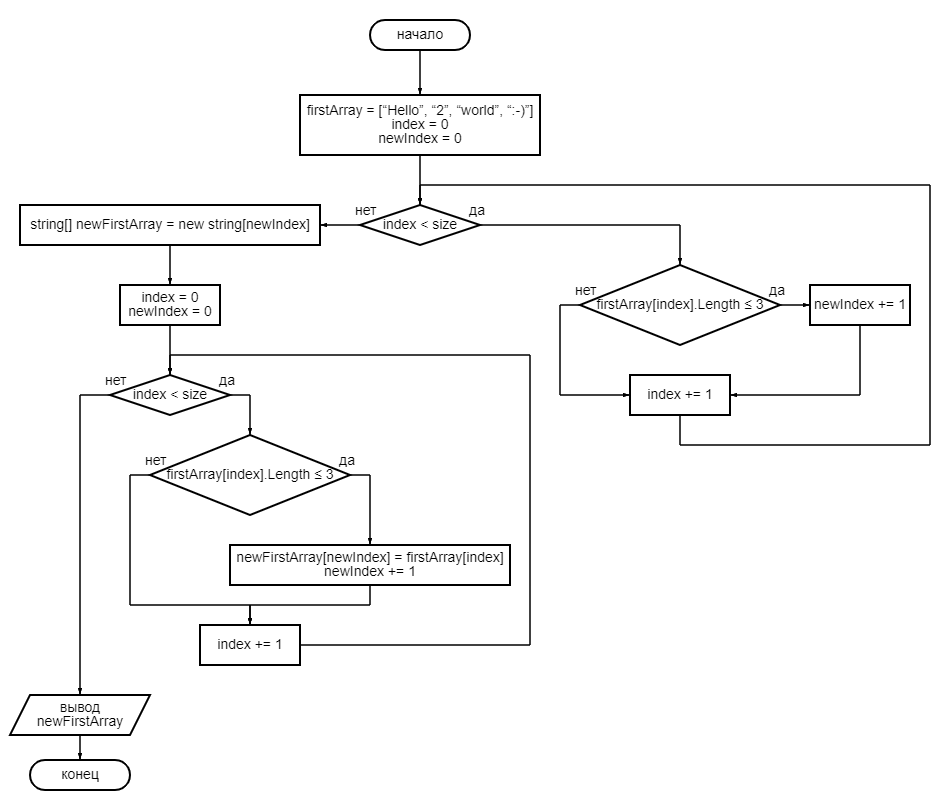 начало
firstArray = [“Hello”, “2”, “world”, “:-)”]
index = 0
newIndex = 0
нет
да
index < size
string[] newFirstArray = new string[newIndex]
index = 0
newIndex = 0
нет
да
firstArray[index].Length ≤ 3
newIndex += 1
index += 1
нет
да
index < size
нет
да
firstArray[index].Length ≤ 3
newFirstArray[newIndex] = firstArray[index]
newIndex += 1
index += 1
вывод
newFirstArray
конец